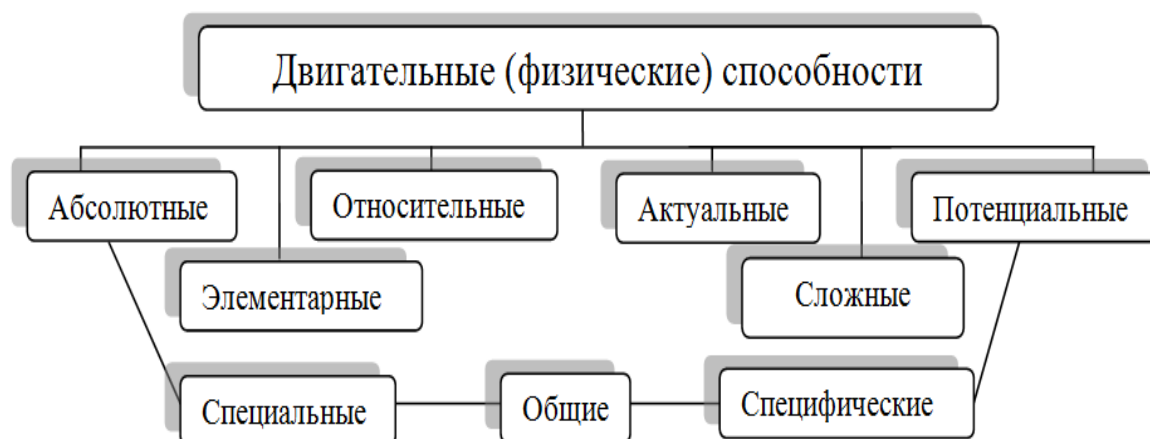 Двигательные (физические) способности
Абсолютные
Относительные
Актуальные
Потенциальные
Элементарные
Сложные
Специальные
Общие
Специфические